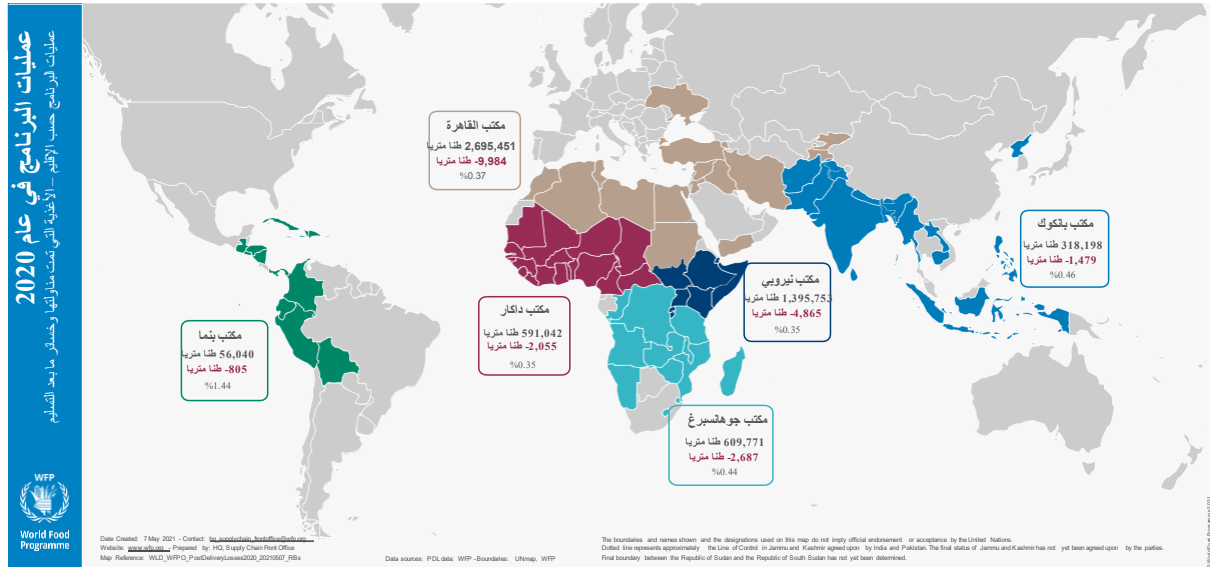 عمليات البرنامج في عام 2020
عمليات البرنامج حسب الإقليم – الأغذية التي تمت مناولتها وخسائر ما بعد التسليم
WFP
World Food
Programme
مكتب القاهرة
2,695,451 طنا متريا
-9,984 طنا متريا
%0.37
مكتب بانكوك
318,198 طنا متريا
-1,479 طنا متريا
%0.46
مكتب نيروبي
1,395,753 طنا متريا
-4,865 طنا متريا
%0.35
مكتب داكار
591,042 طنا متريا
-2,055 طنا متريا
%0.35
مكتب بنما
56,040 طنا متريا
-805 طنا متريا
%1.44
مكتب جوهانسبرغ
609,771 طنا متريا
-2,687 طنا متريا
%0.44
Date Created: 7 May 2021 - Contact: hq_supplychain_frontoffice@wfp.org
Website: www.wfp.org - Prepared by: HQ, Supply Chain Front Office
Map Reference: WLD_WFPO_PostDeliveryLosses2020_20210507_RBs
Data sources: PDL data: WFP - Boundaries: UNmap, WFP
The boundaries and names shown and the designations used on this map do not imply official endorsement or acceptance by the United Nations.
Dotted line represents approximately the Line of Control in Jammu and Kashmir agreed upon by India and Pakistan. The final status of Jammu and Kashmir has not yet been agreed upon by the parties.
Final boundary between the Republic of Sudan and the Republic of South Sudan has not yet been determined.
© World Food Programme 2021